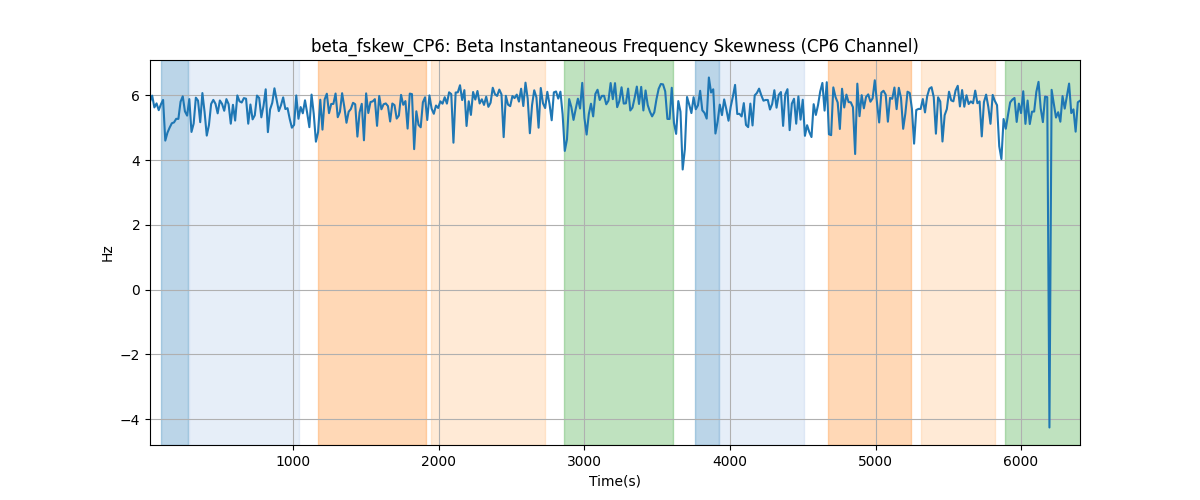 beta_fskew_CP6: Beta Instantaneous Frequency Skewness (CP6 Channel)
6
4
2
0
−2
−4
Hz
1000 2000 3000 4000 5000 6000
Time(s)